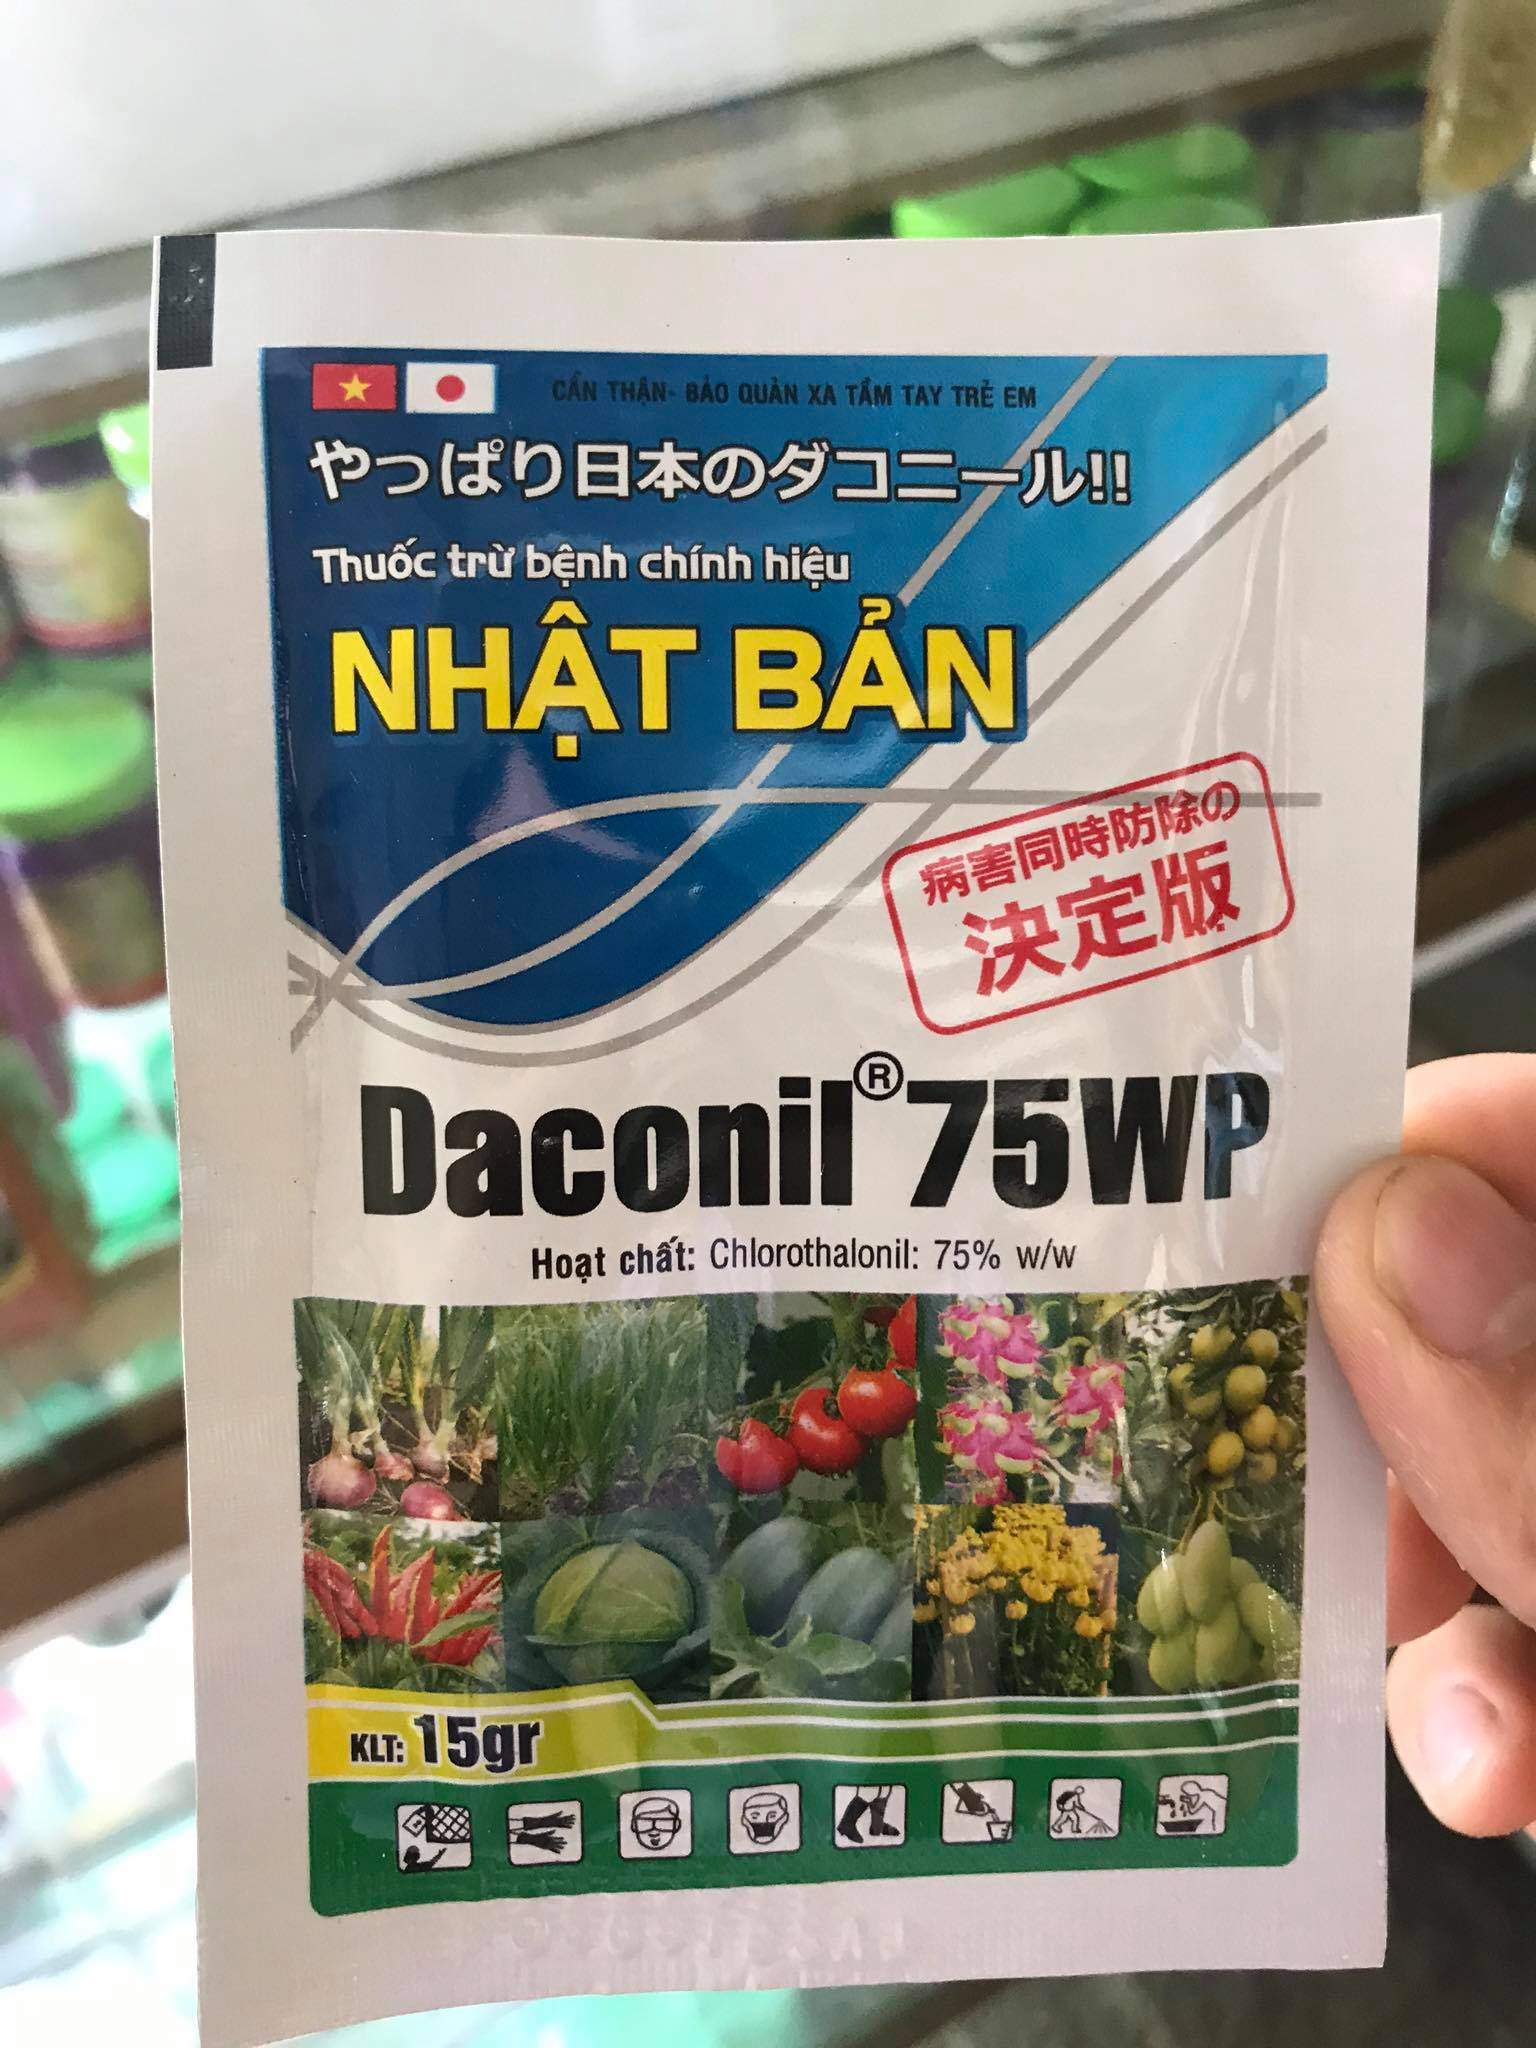 CẨN THẬN- BẢO QUẢN XA TẦM TAY TRẺ EM
やっぱり日本のダコニール!!
Thuốc trừ bệnh chính hiệu
NHẬT BẢN
病害同時防除の
決定版
Daconil® 75WP
Hoạt chất: Chlorothalonil: 75% w/w
KLT: 15gr